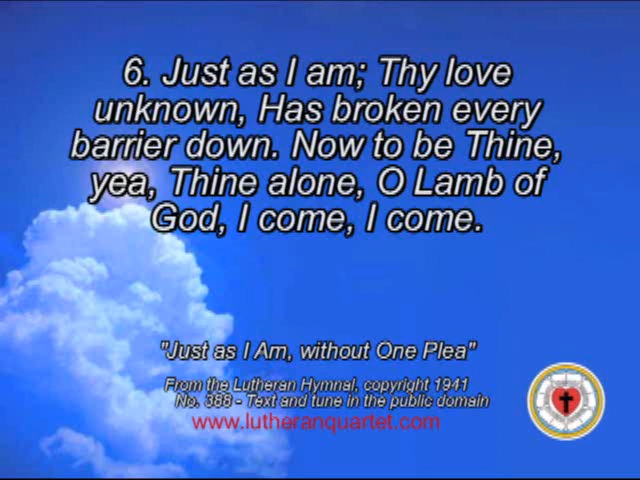 6. Just as I am; Thy love
unknown, Has broken every
barrier down. Now to be Thine,
yea, Thine alone, O Lamb of
God, I come, I come.
"Just as I Am, without One Plea"
From the Lutheran Hymnal, copyright 1941
No. 388 - Text and tune in the public domain
www.lutheranquartet.com